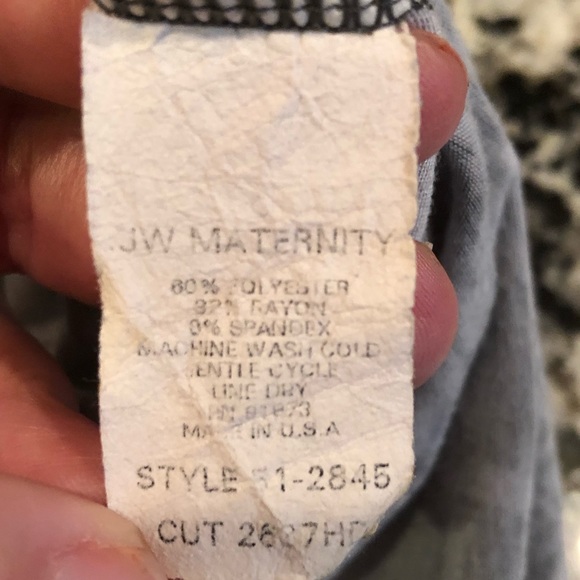 JW MATERNITY
60% POLYESTER
32% RAYON
8% SPANDEX
MACHINE WASH COLD
GENTLE CYCLE
LINE DRY
MADE IN U.S.A
STYLE 51-2845
CUT